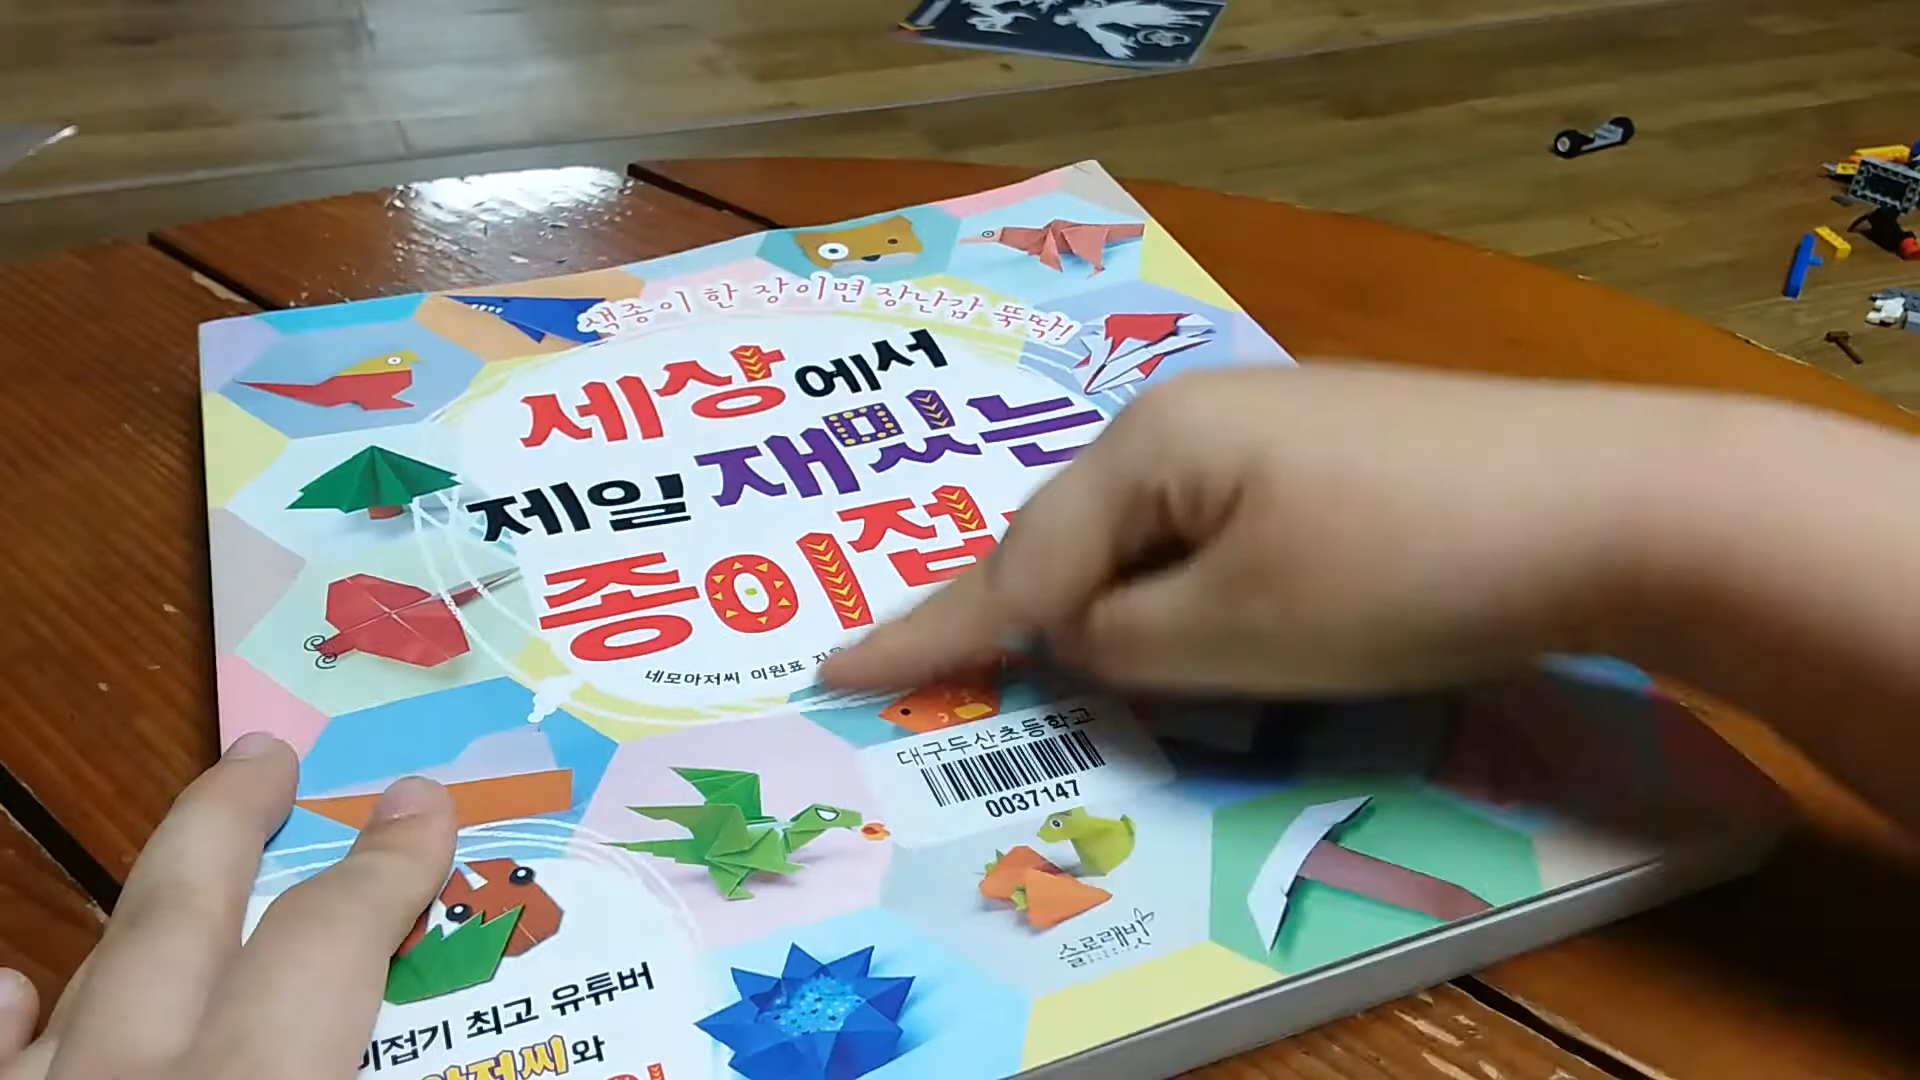 색종이 한 장이면 장난감 뚝딱!
세상에서
제일 재밌는
종이접
네모아저씨 이원표
대구두산초등학교
0037147
슬로래빗
이접기 최고 유튜버
와